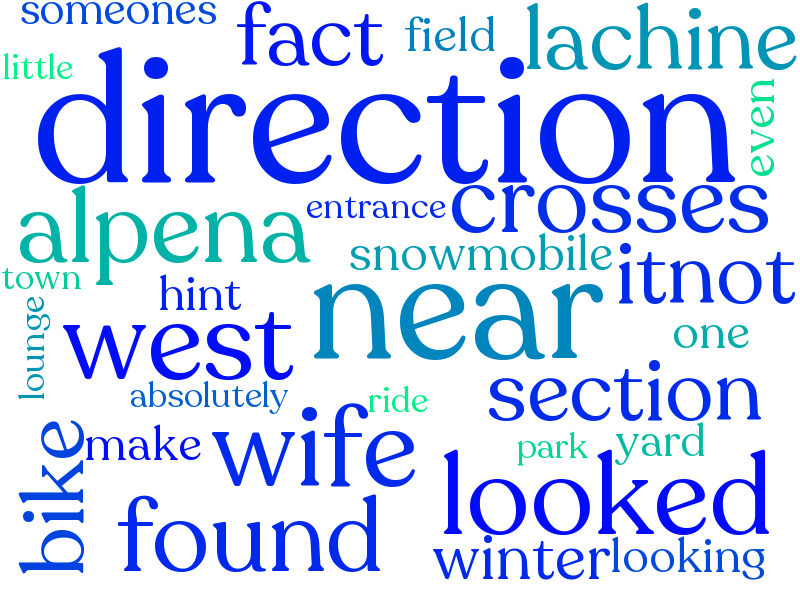 someones
fact
field
lachine
little
direction
even
alpena
entrance
crosses
town
hint
snowmobile
itnot
lounge
west
near
one
absolutely
ride
section
bike
make
wife
park
yard
found
looked
winter
looking